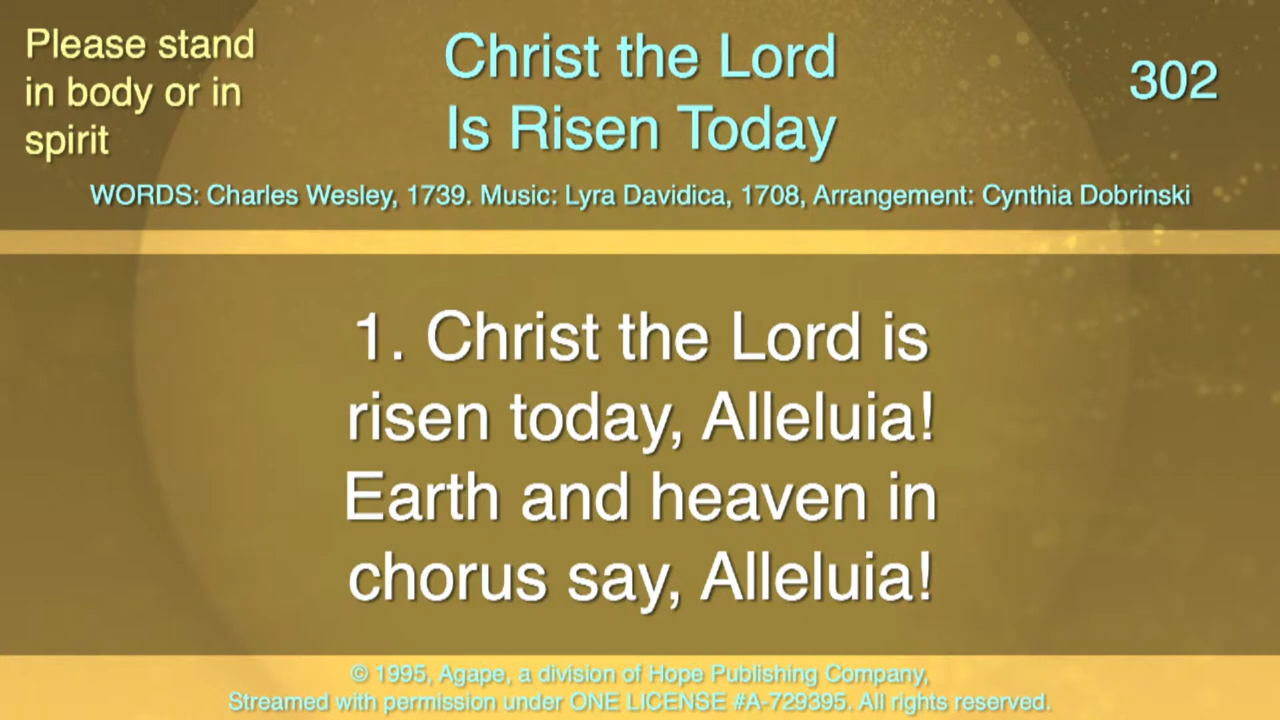 Please stand
in body or in
spirit
Christ the Lord
Is Risen Today
302
WORDS: Charles Wesley, 1739. Music: Lyra Davidica, 1708, Arrangement: Cynthia Dobrinski
1. Christ the Lord is
risen today, Alleluia!
Earth and heaven in
chorus say, Alleluia!
© 1995, Agape, a division of Hope Publishing Company,
Streamed with permission under ONE LICENSE #A-729395. All rights reserved.